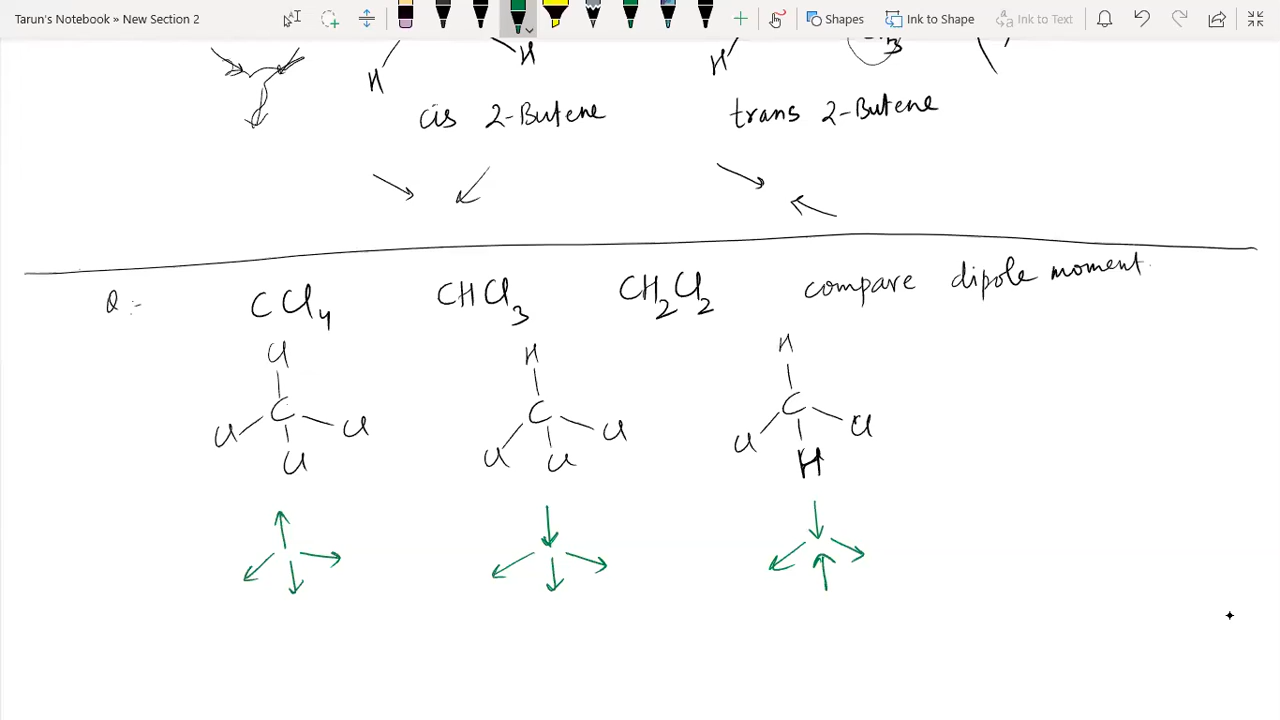 Tarun's Notebook » New Section 2
Shapes
Ink to Shape
Ink to Text
H H H
cis 2-Butene trans 2-Butene
Q :- CCl4 CHCl3 CH2Cl2 compare dipole moment.
Cl H H
C C C
Cl Cl Cl Cl Cl Cl
Cl Cl H